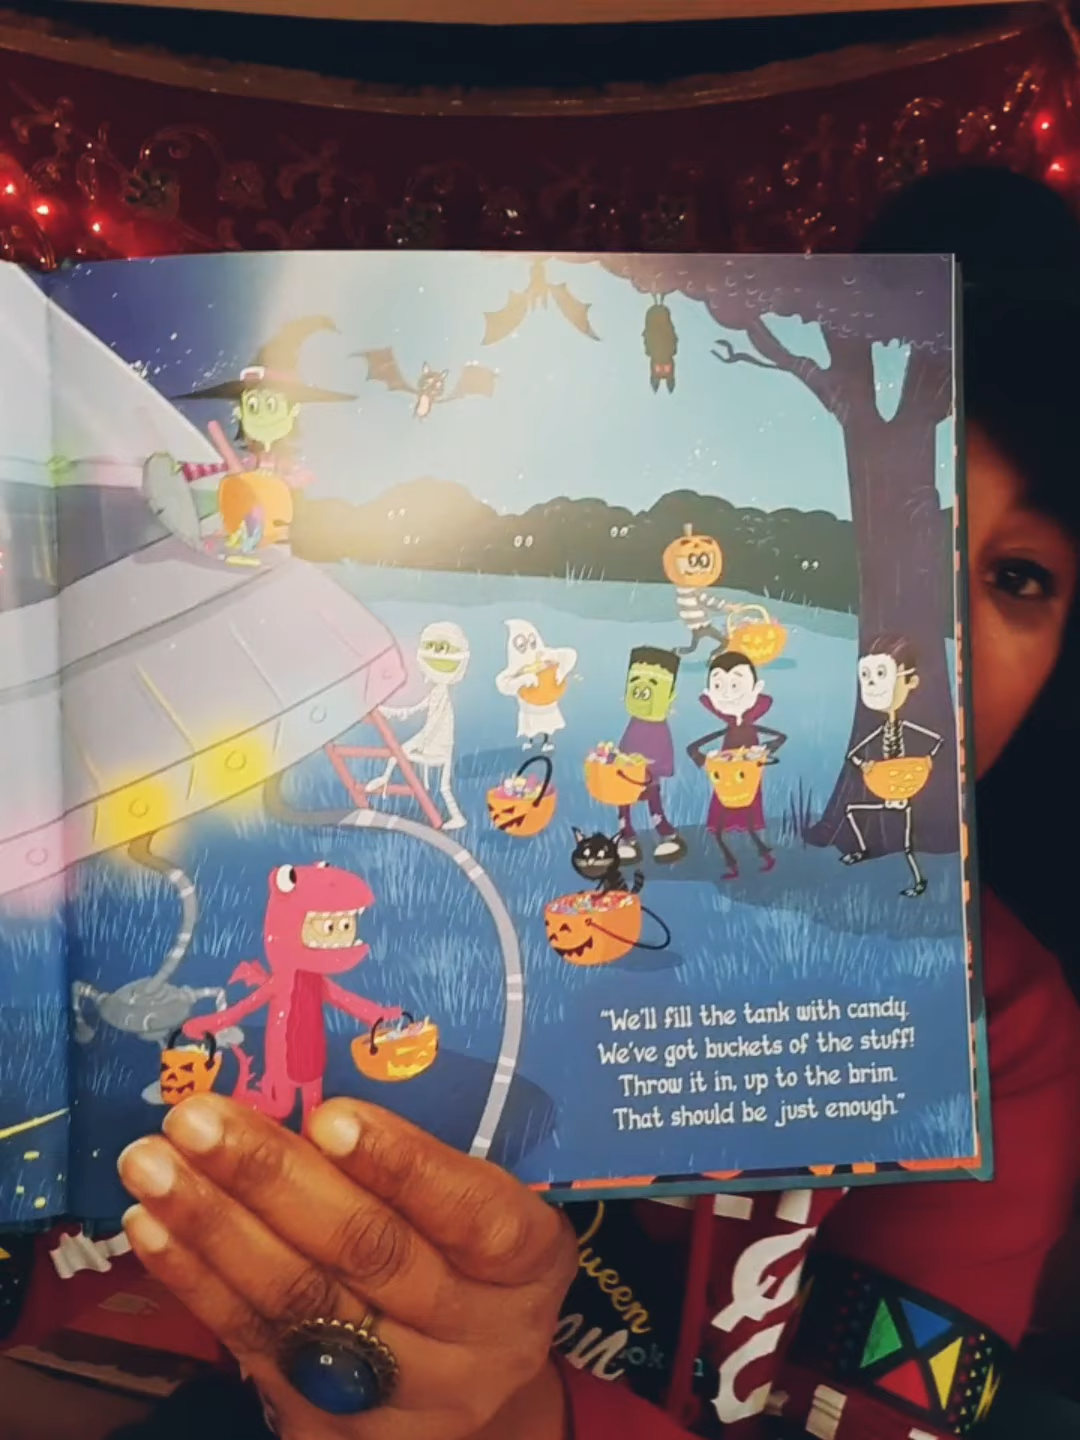 "We'll fill the tank with candy.
We've got buckets of the stuff!
Throw it in, up to the brim.
That should be just enough."
Queen